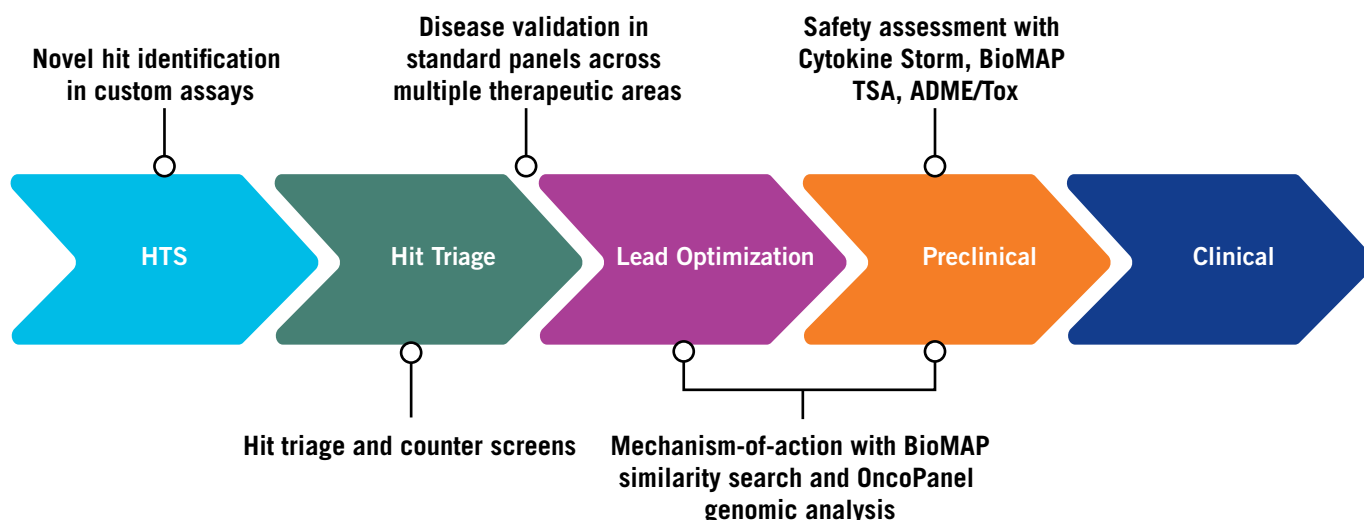 Novel hit identification
in custom assays
Disease validation in
standard panels across
multiple therapeutic areas
Safety assessment with
Cytokine Storm, BioMAP
TSA, ADME/Tox
HTS
Hit Triage
Lead Optimization
Preclinical
Clinical
Hit triage and counter screens
Mechanism-of-action with BioMAP
similarity search and OncoPanel
genomic analysis